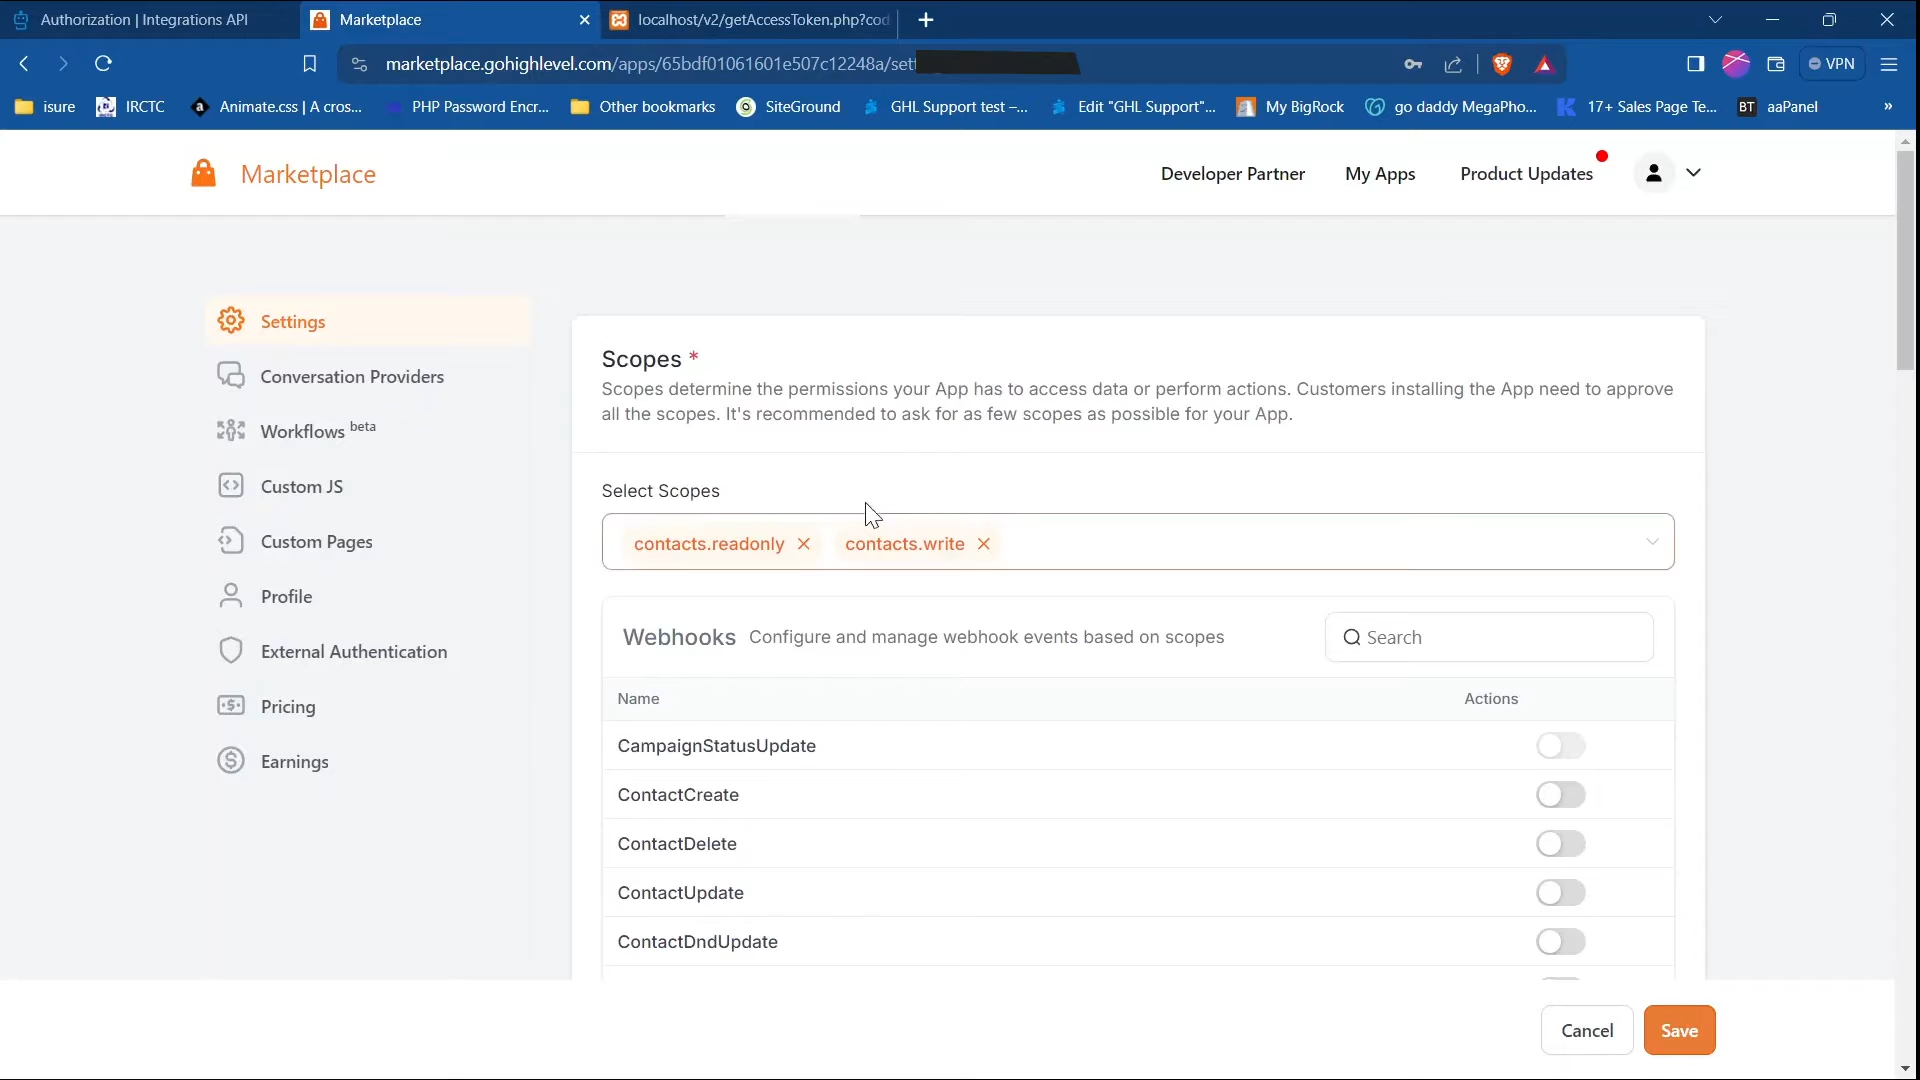 Authorization | Integrations API
Marketplace
localhost/v2/getAccessToken.php?cod
marketplace.gohighlevel.com/apps/65bdf01061601e507c12248a/sett
VPN
isure
IRCTC
Animate.css | A cros...
PHP Password Encr...
Other bookmarks
SiteGround
GHL Support test –...
Edit "GHL Support"...
My BigRock
go daddy MegaPho...
17+ Sales Page Te...
BT
aaPanel
»
Marketplace
Developer Partner
My Apps
Product Updates
Settings
Conversation Providers
Workflows beta
Custom JS
Custom Pages
Profile
External Authentication
Pricing
Earnings
Scopes *
Scopes determine the permissions your App has to access data or perform actions. Customers installing the App need to approve
all the scopes. It's recommended to ask for as few scopes as possible for your App.
Select Scopes
contacts.readonly
contacts.write
Webhooks Configure and manage webhook events based on scopes
Search
Name
Actions
CampaignStatusUpdate
ContactCreate
ContactDelete
ContactUpdate
ContactDndUpdate
Cancel
Save